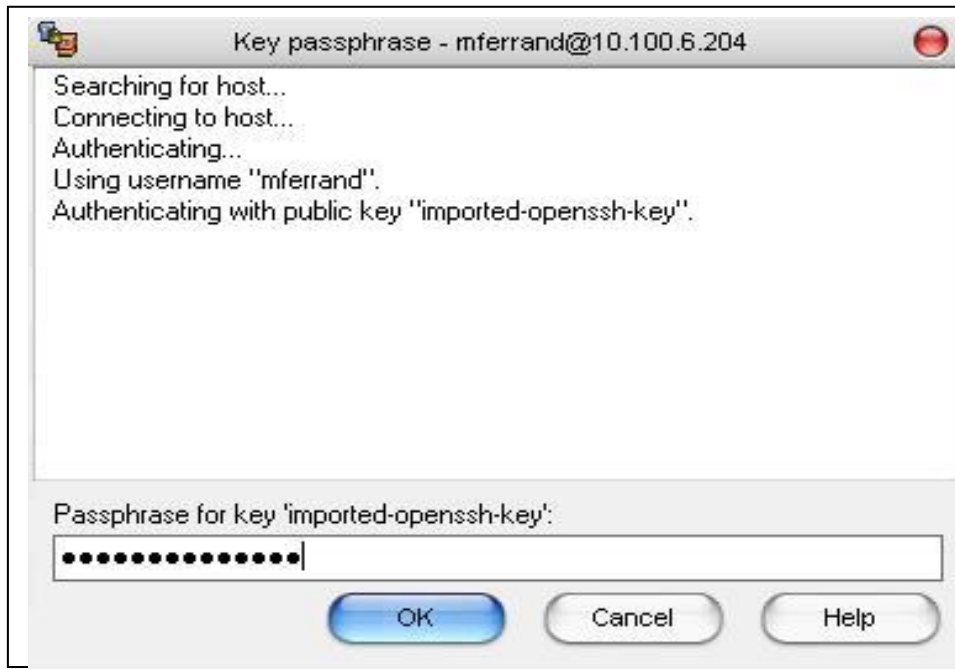 Key passphrase - mferrand@10.100.6.204
Searching for host...
Connecting to host...
Authenticating...
Using username "mferrand".
Authenticating with public key "imported-openssh-key".
Passphrase for key 'imported-openssh-key':
●●●●●●●●●●●●●●
OK Cancel Help